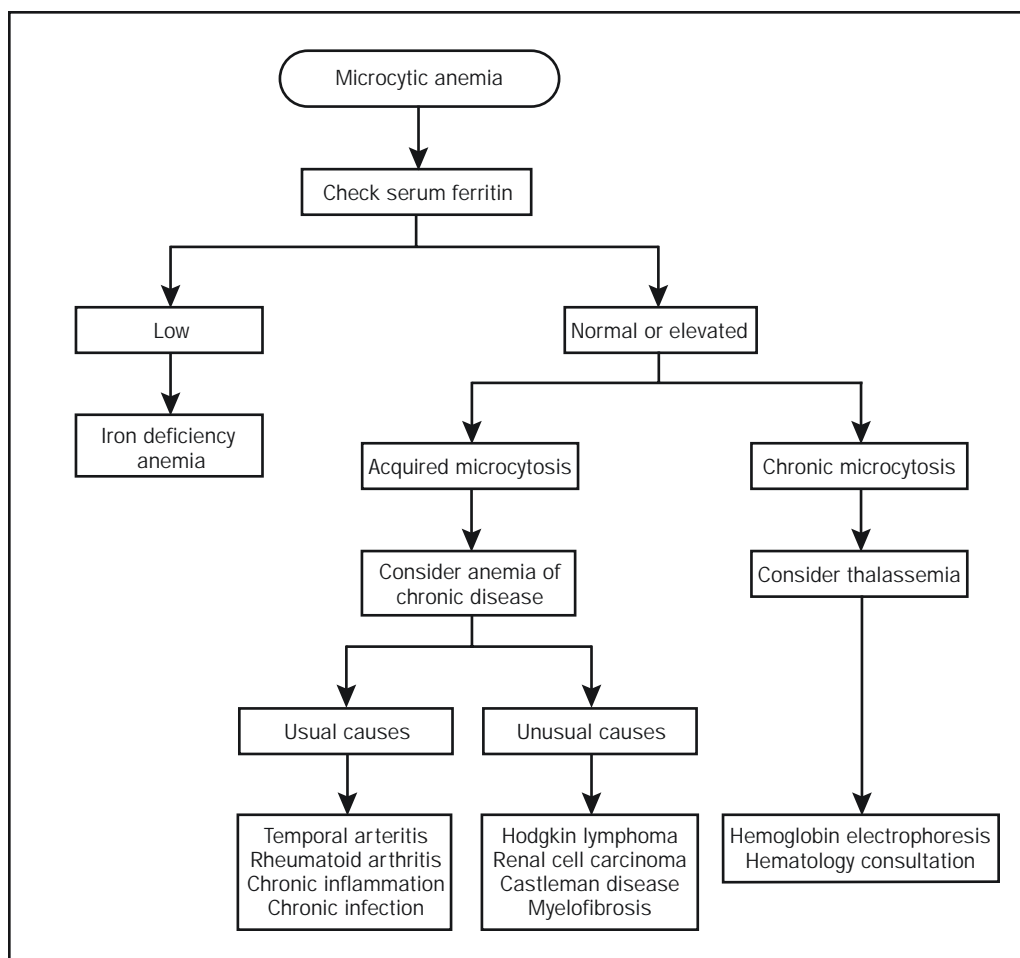 Microcytic anemia
Check serum ferritin
Low
Normal or elevated
Iron deficiency
anemia
Acquired microcytosis
Chronic microcytosis
Consider anemia of
chronic disease
Consider thalassemia
Usual causes
Unusual causes
Temporal arteritis
Rheumatoid arthritis
Chronic inflammation
Chronic infection
Hodgkin lymphoma
Renal cell carcinoma
Castleman disease
Myelofibrosis
Hemoglobin electrophoresis
Hematology consultation